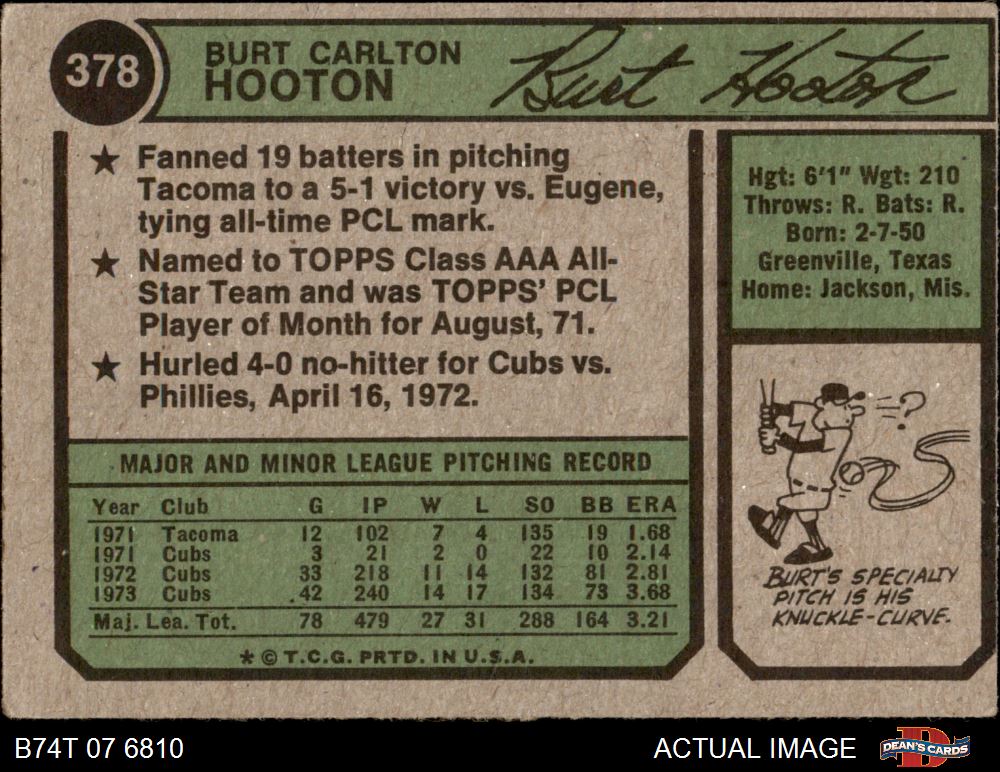 378
BURT CARLTON
HOOTON
Burt Hooton
★ Fanned 19 batters in pitching
Tacoma to a 5-1 victory vs. Eugene,
tying all-time PCL mark.
★ Named to TOPPS Class AAA All-
Star Team and was TOPPS' PCL
Player of Month for August, 71.
★ Hurled 4-0 no-hitter for Cubs vs.
Phillies, April 16, 1972.
MAJOR AND MINOR LEAGUE PITCHING RECORD
Year Club G IP W L SO BB ERA
1971 Tacoma 12 102 7 4 135 19 1.68
1971 Cubs 3 21 2 0 22 10 2.14
1972 Cubs 33 218 11 14 132 81 2.81
1973 Cubs 42 240 14 17 134 73 3.68
Maj. Lea. Tot. 78 479 27 31 288 164 3.21
* © T.C.G. PRTD. IN U.S.A.
Hgt: 6'1" Wgt: 210
Throws: R. Bats: R.
Born: 2-7-50
Greenville, Texas
Home: Jackson, Mis.
?
BURT'S SPECIALTY
PITCH IS HIS
KNUCKLE-CURVE.
B74T 07 6810
ACTUAL IMAGE
D
DEAN'S CARDS